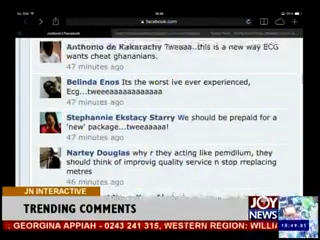 facebook.com
Anthonio de Kakarachy Tweaaa..this is a new way ECG
wants cheat ghananians.
47 minutes ago
Belinda Enos Its the worst ive ever experienced,
Ecg...tweeeaaaaaaaaaaaa
47 minutes ago
Stephannie Ekstacy Starry We should be prepaid for a
'new' package...tweeaaaaa!
47 minutes ago
Nartey Douglas why r they acting like pemdilium, they
should think of improvig quality service n stop rreplacing
metres
46 minutes ago
JN INTERACTIVE
TRENDING COMMENTS
JOY
NEWS
: GEORGINA APPIAH - 0243 241 315, WESTERN REGION: WILLIA